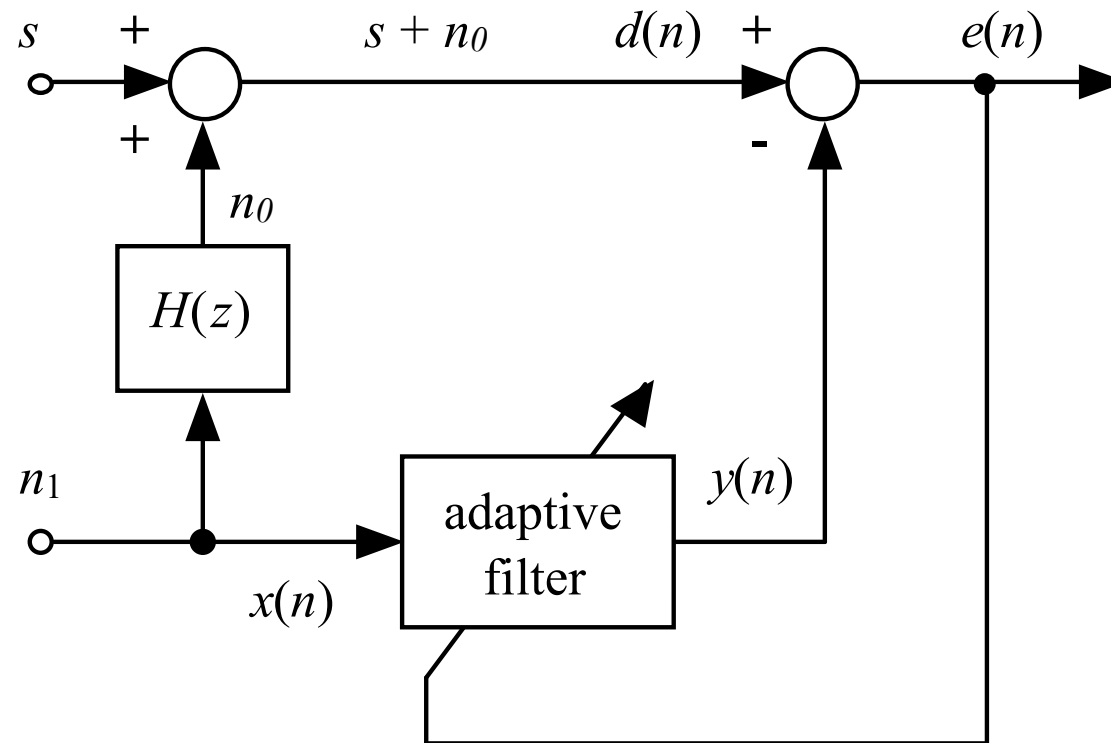 s + s + n0 d(n) + e(n)
+ -
n0
H(z)
n1 y(n)
adaptive
filter
x(n)